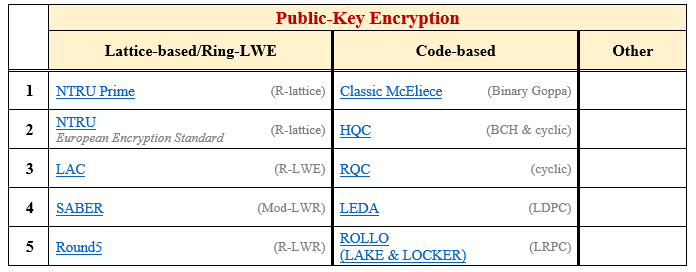 Public-Key Encryption
Lattice-based/Ring-LWE Code-based Other
1 NTRU Prime (R-lattice) Classic McEliece (Binary Goppa)
2 NTRU European Encryption Standard (R-lattice) HQC (BCH & cyclic)
3 LAC (R-LWE) RQC (cyclic)
4 SABER (Mod-LWR) LEDA (LDPC)
5 Round5 (R-LWR) ROLLO (LAKE & LOCKER) (LRPC)